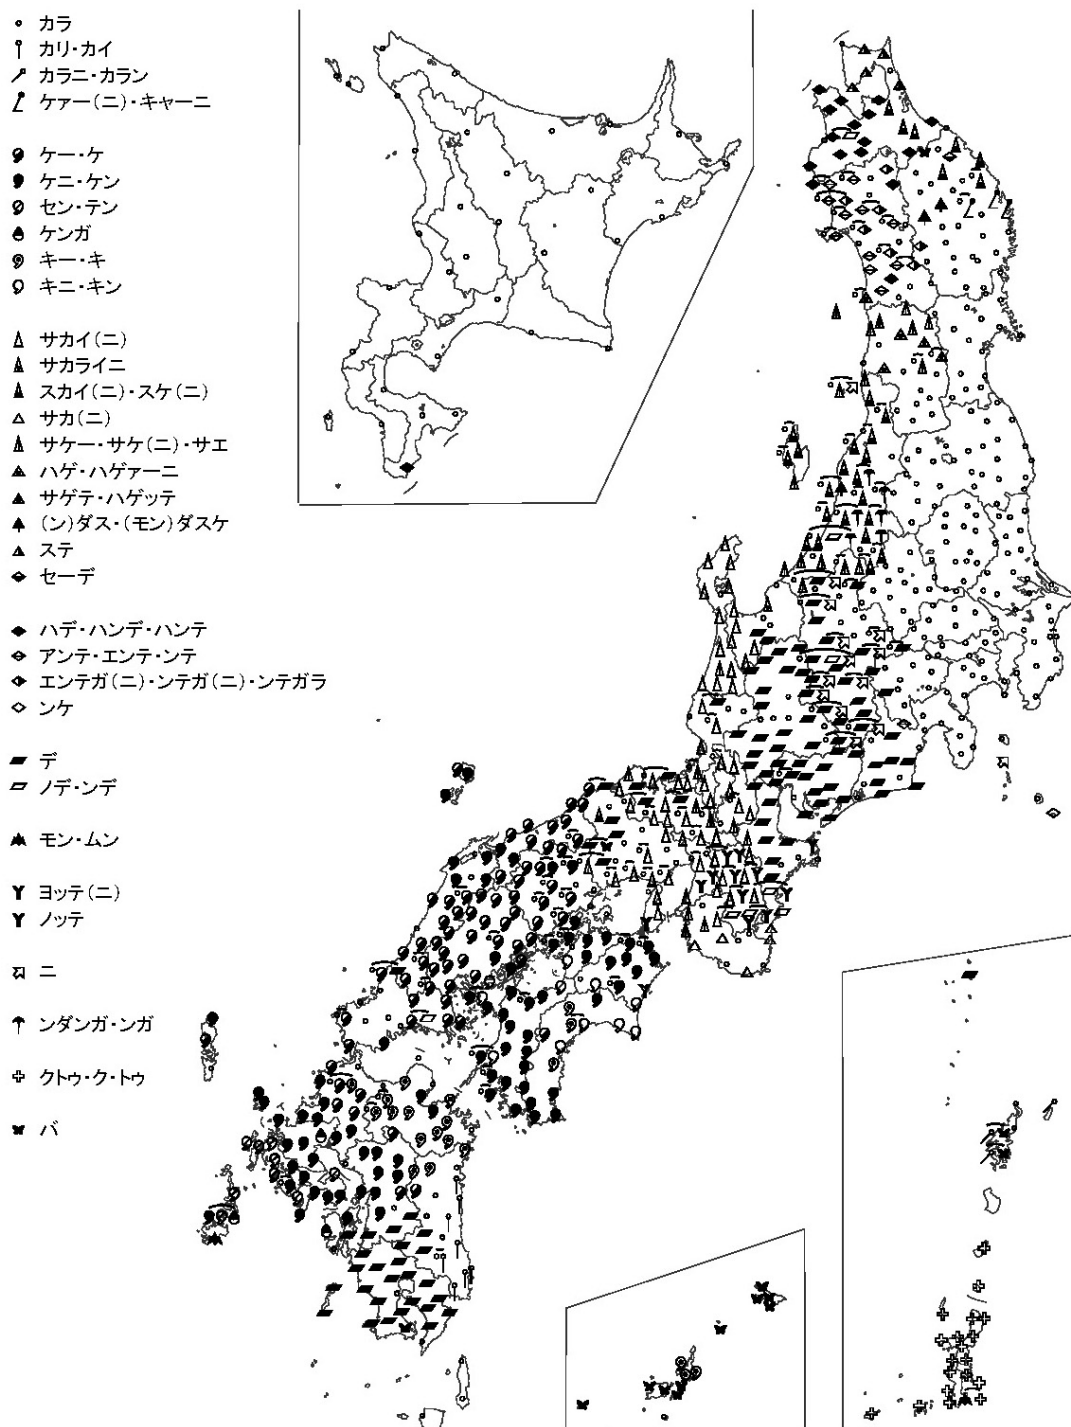 カラ
カリ・カイ
カラニ・カラン
ケァー(ニ)・キャーニ
ケー・ケ
ケニ・ケン
セン・テン
ケンガ
キー・キ
キニ・キン
サカイ(ニ)
サカライニ
スカイ(ニ)・スケ(ニ)
サカ(ニ)
サケー・サケ(ニ)・サエ
ハゲ・ハゲァーニ
サゲテ・ハゲッテ
(ン)ダス・(モン)ダスケ
ステ
セーデ
ハデ・ハンデ・ハンテ
アンテ・エンテ・ンテ
エンテガ(ニ)・ンテガ(ニ)・ンテガラ
ンケ
デ
ノデ・ンデ
モン・ムン
ヨッテ(ニ)
ノッテ
ニ
ンダンガ・ンガ
クトゥ・ク・トゥ
バ